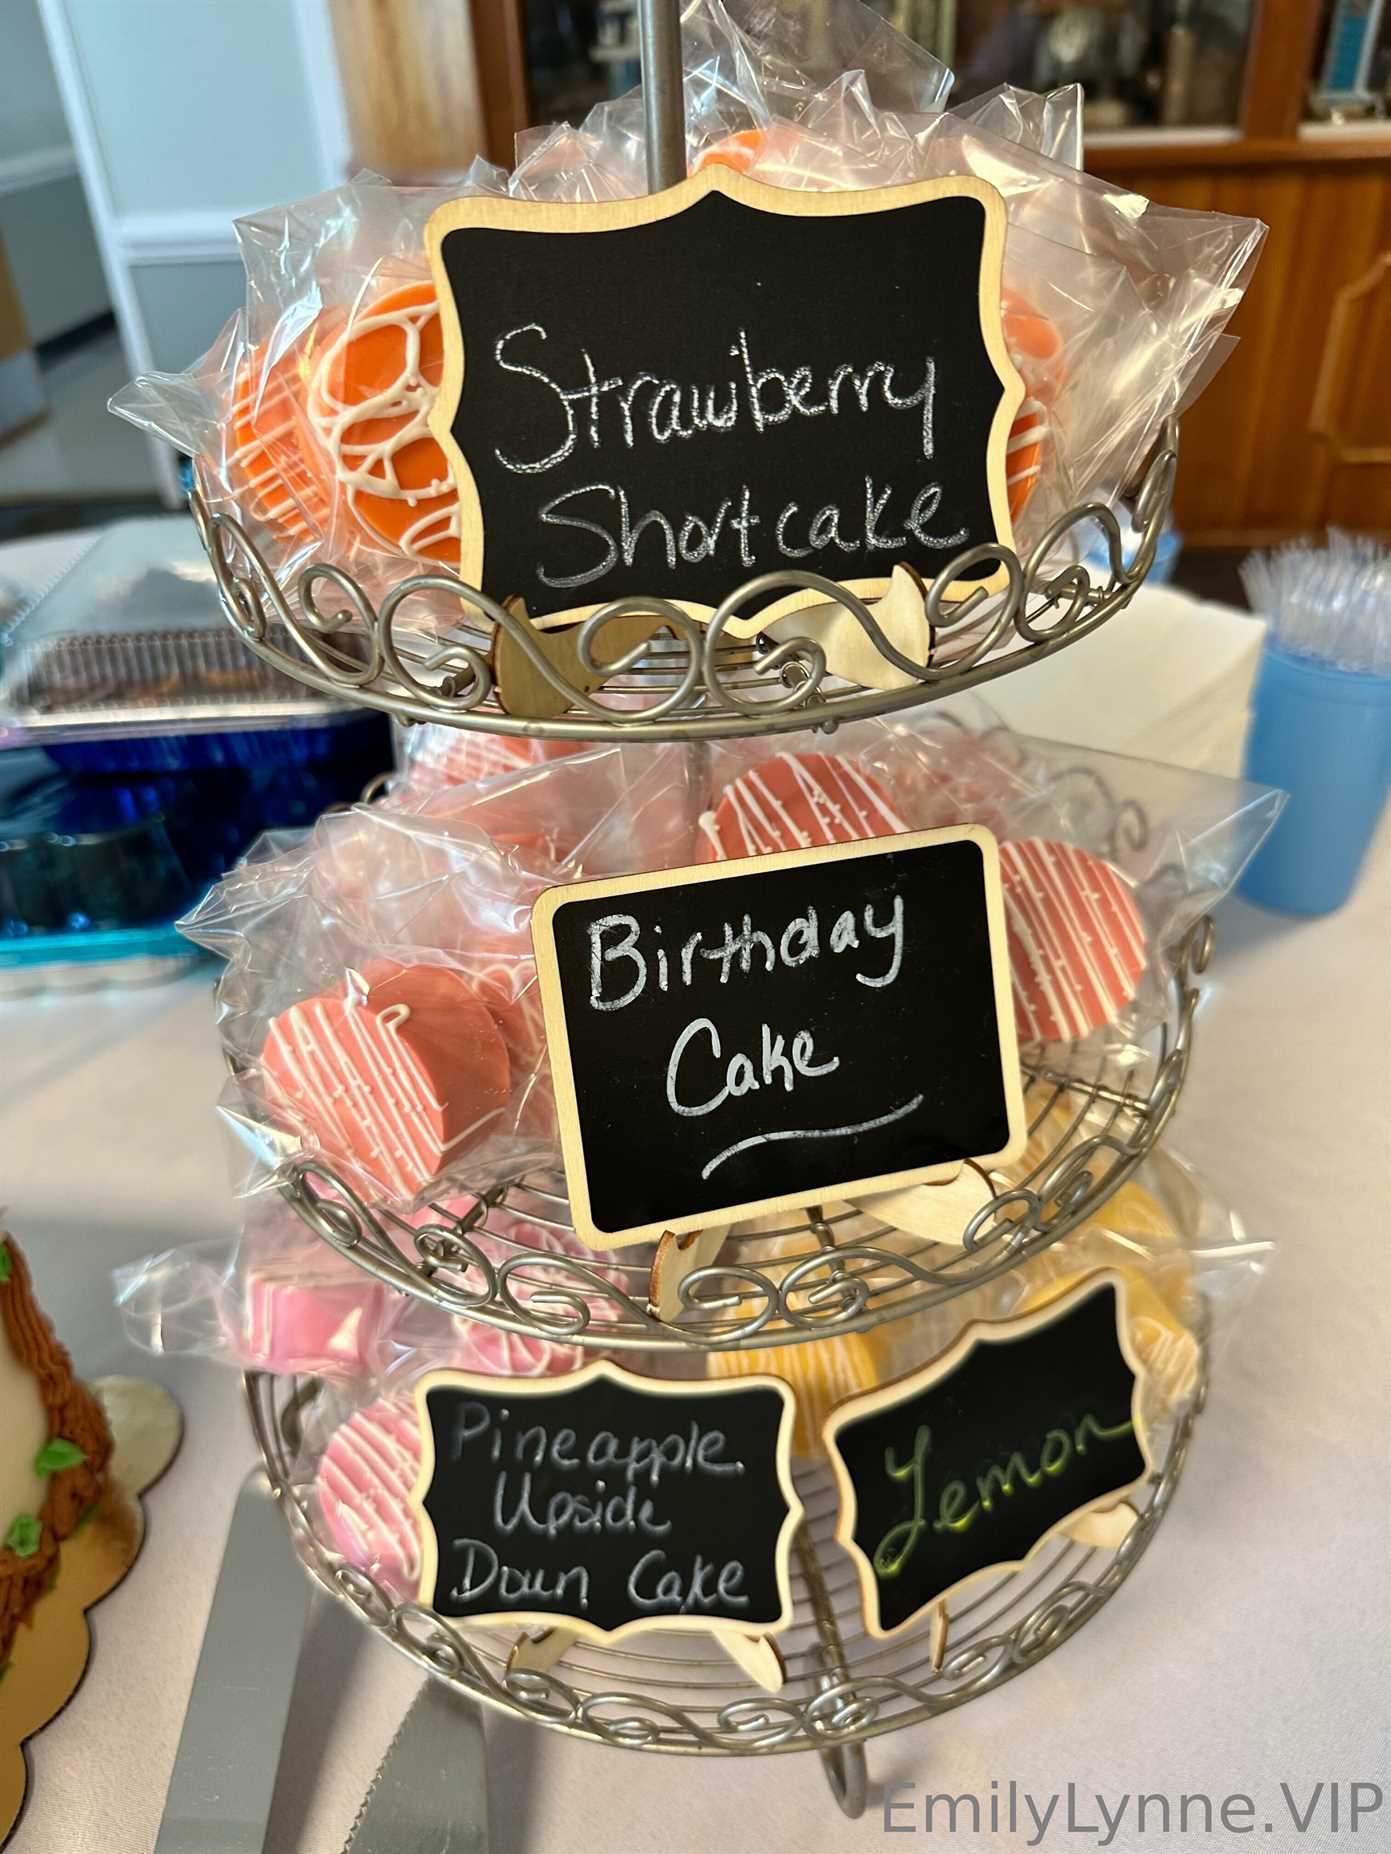 Strawberry
Shortcake
Birthday
Cake
Pineapple
Upside
Down Cake
Lemon
EmilyLynne.VIP